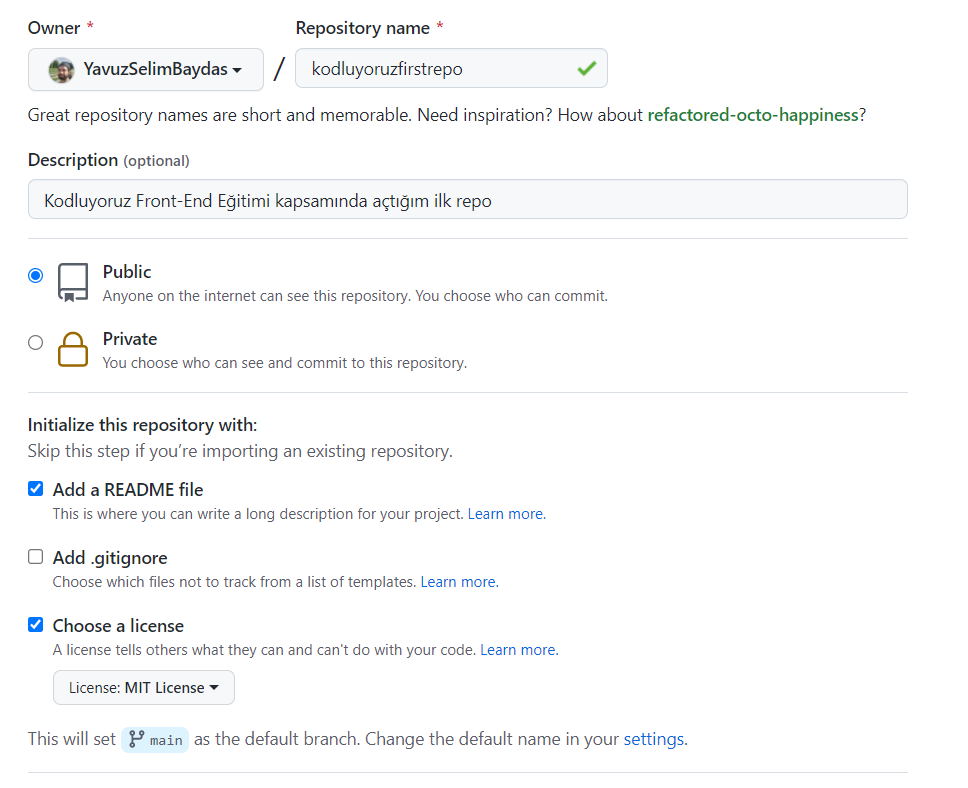 Owner *
Repository name *
YavuzSelimBaydas / kodluyoruzfirstrepo
Great repository names are short and memorable. Need inspiration? How about refactored-octo-happiness?
Description (optional)
Kodluyoruz Front-End Eğitimi kapsamında açtığım ilk repo
Public
Anyone on the internet can see this repository. You choose who can commit.
Private
You choose who can see and commit to this repository.
Initialize this repository with:
Skip this step if you’re importing an existing repository.
Add a README file
This is where you can write a long description for your project. Learn more.
Add .gitignore
Choose which files not to track from a list of templates. Learn more.
Choose a license
A license tells others what they can and can't do with your code. Learn more.
License: MIT License
This will set main as the default branch. Change the default name in your settings.